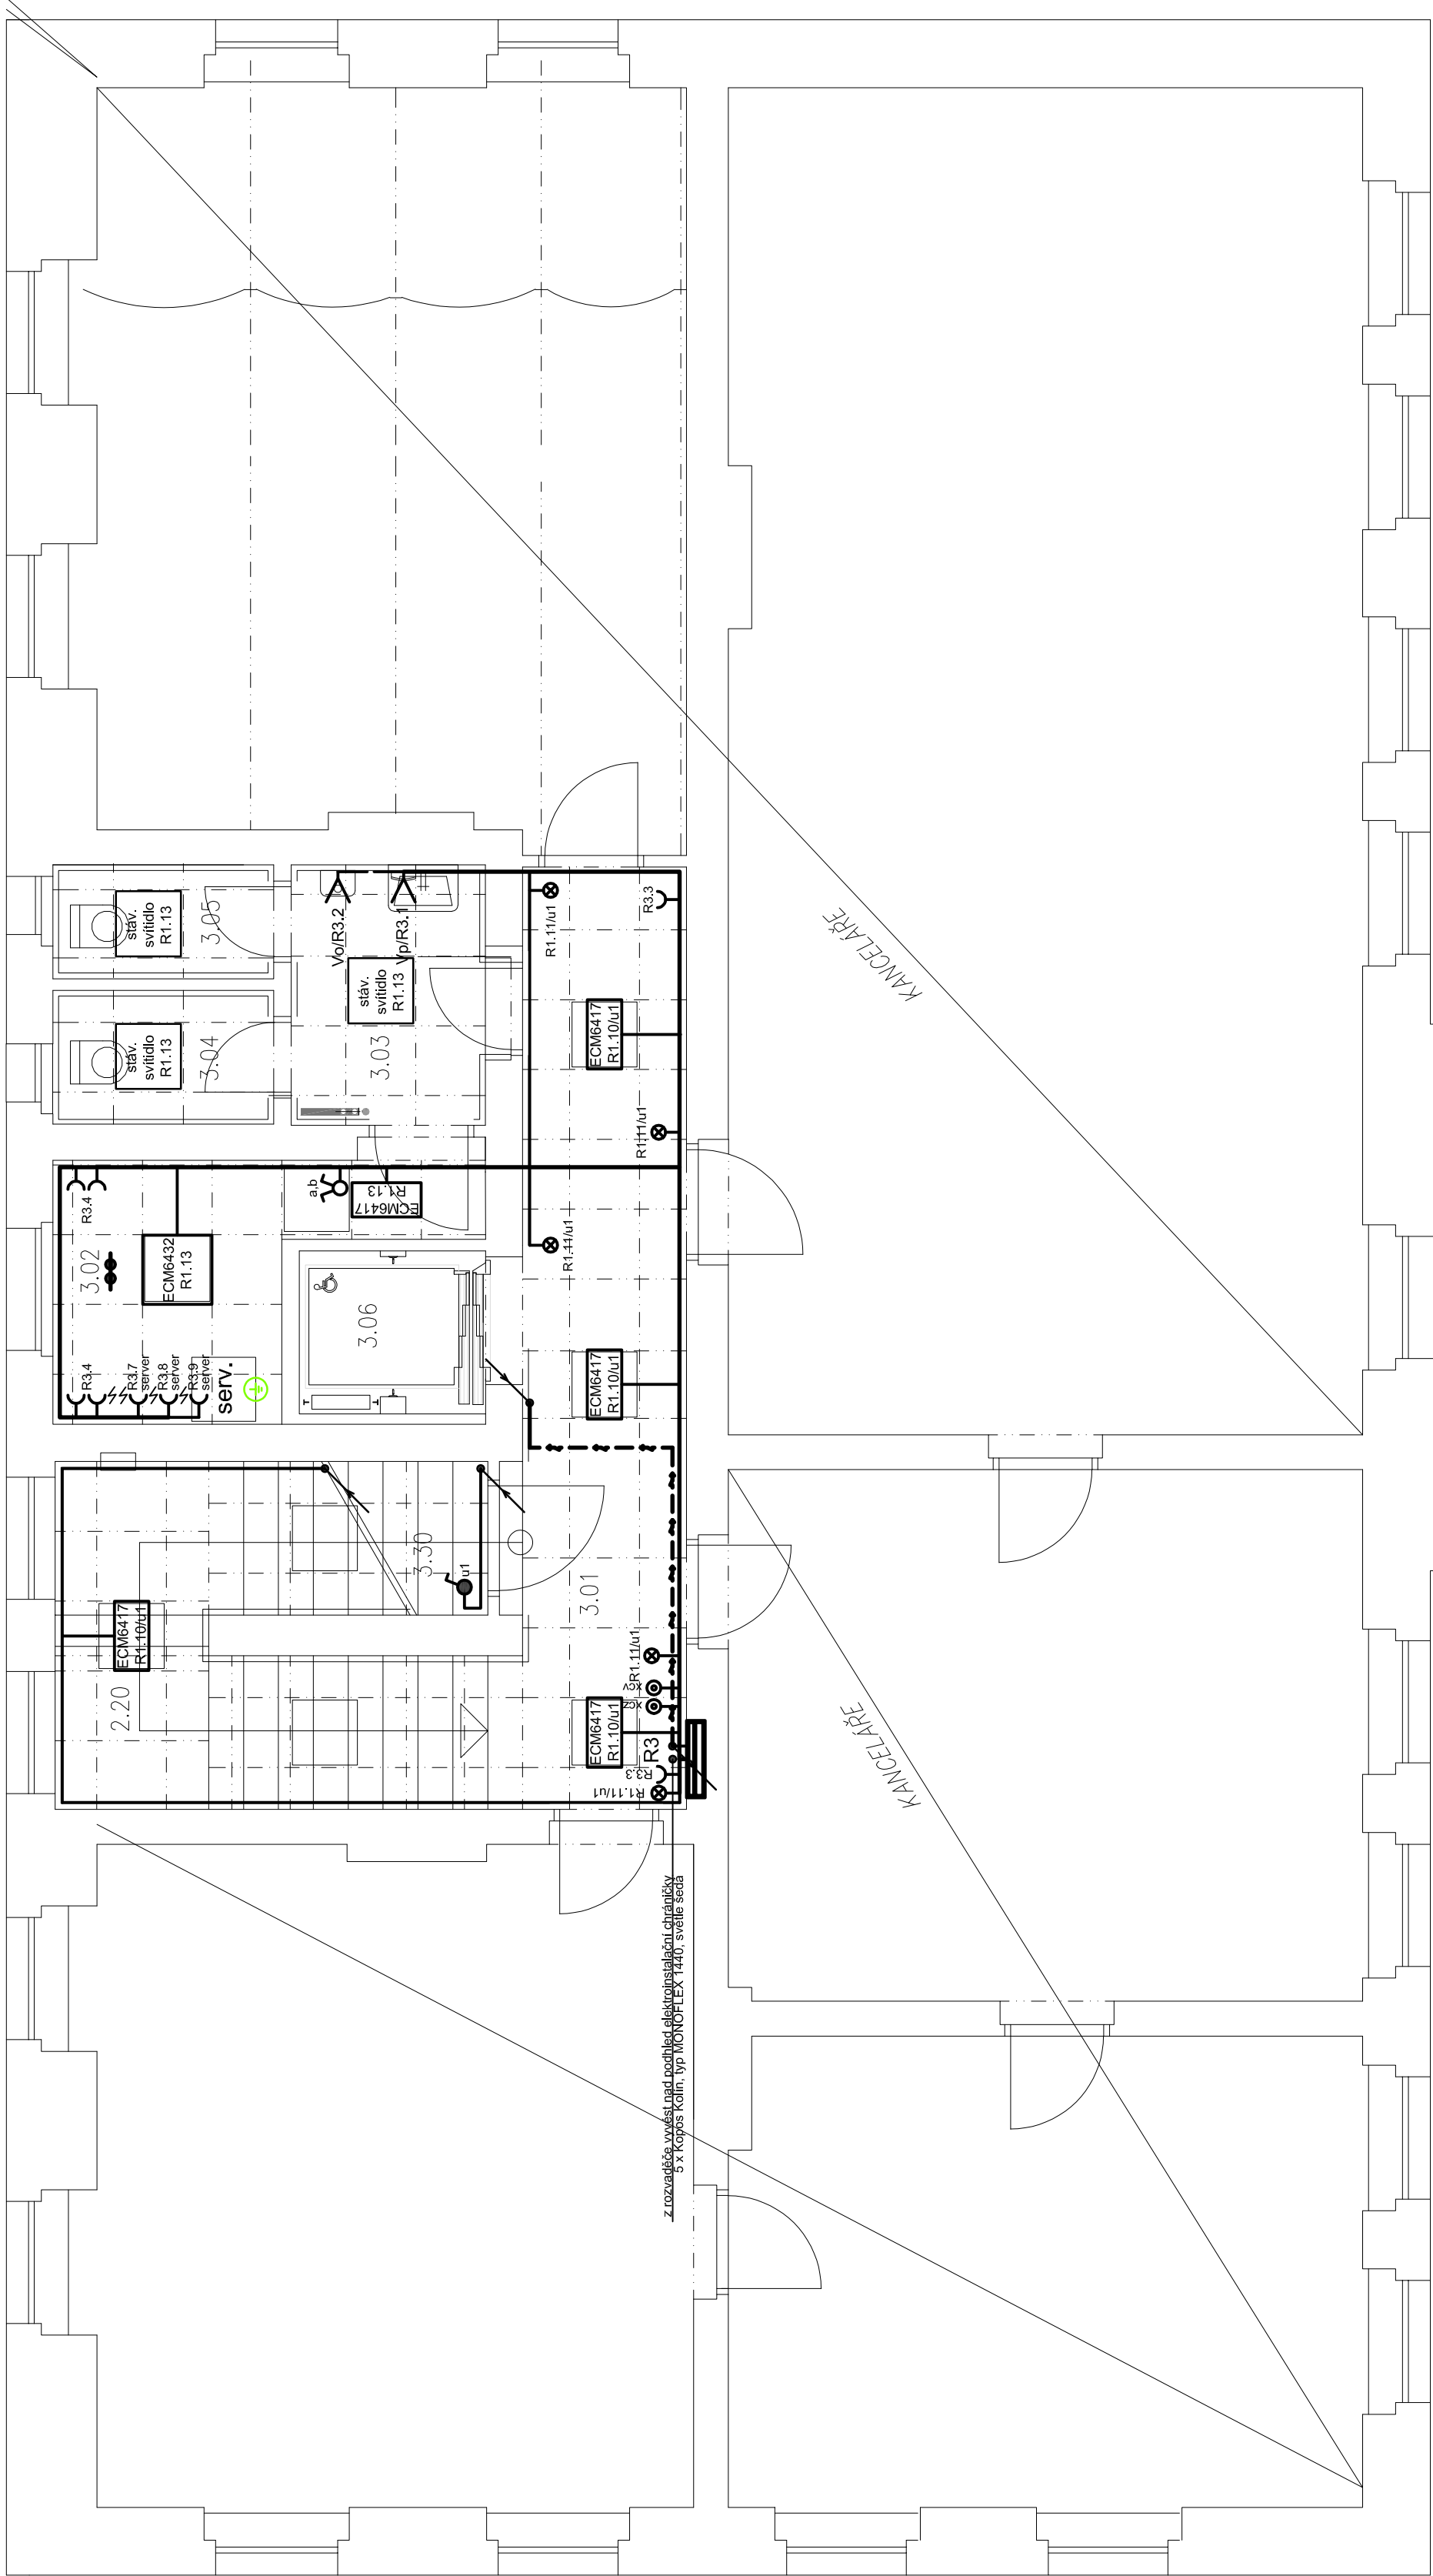 KANCELÁŘE
stáv.
svítidlo
R1.13
3.05
Vo/R3.2
Vp/R3.1
R1.11/u1
R3.3
stáv.
svítidlo
R1.13
3.04
stáv.
svítidlo
R1.13
3.03
ECM6417
R1.10/u1
R1.11/u1
R3.4
a,b
ECM6417
R1.13
3.02
ECM6432
R1.13
R1.11/u1
3.06
R3.4
R3.7
server
R3.8
server
R3.9
server
serv.
ECM6417
R1.10/u1
3.30
u1
3.01
ECM6417
R1.10/u1
2.20
R1.11/u1
xcv
xcz
ECM6417
R1.10/u1
R3
R3.3
R1.11/u1
KANCELÁŘE
z rozvaděče vyvést nad podhled elektroinstalační chráničky
5 x Kopos Kolín, typ MONOFLEX 1440, světle šedá